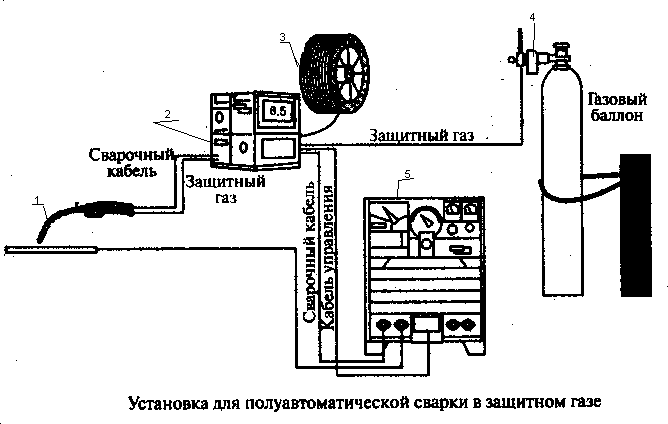 3
4
2
6.5
Газовый
баллон
Защитный газ
Сварочный
кабель
Защитный
газ
5
1
Сварочный кабель
Кабель управления
Установка для полуавтоматической сварки в защитном газе